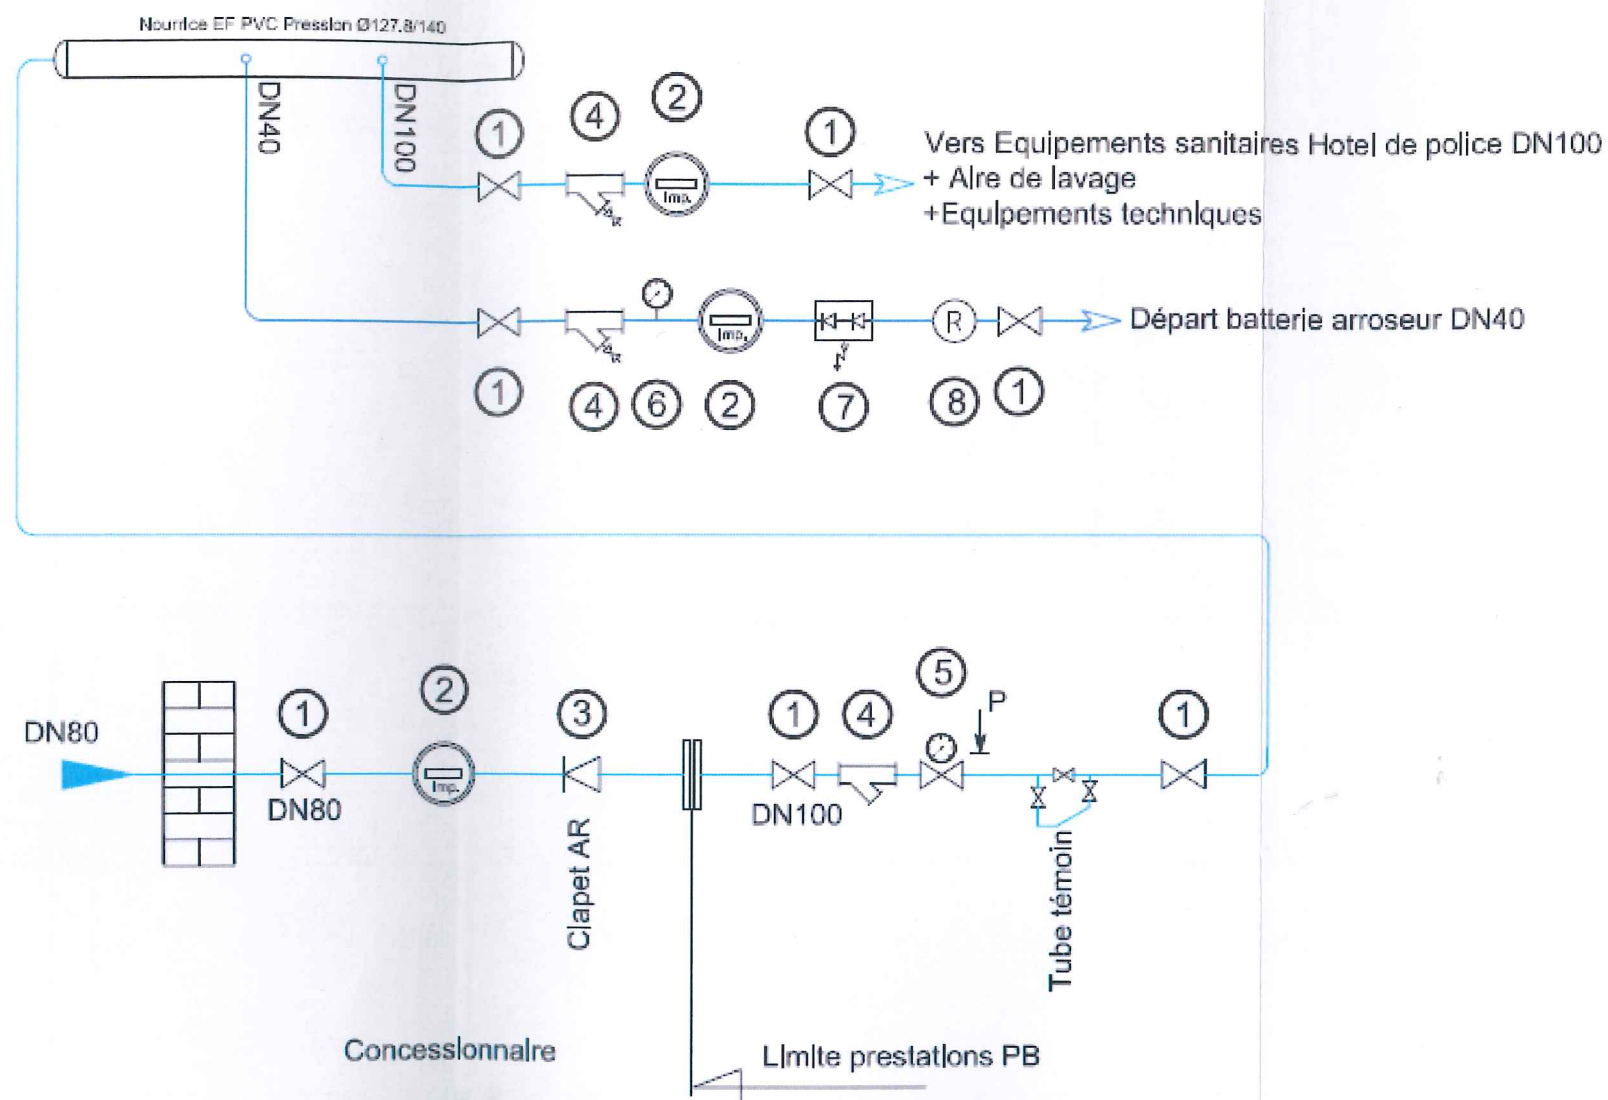 Nourrice EF PVC Pression Ø127.8/140
DN40
DN100
1
4
2
1
Imp.
Vers Equipements sanitaires Hotel de police DN100
+ Aire de lavage
+Equipements techniques
Imp.
R
Départ batterie arroseur DN40
1
4
6
2
7
8
1
DN80
1
2
3
1
4
5
P
1
Imp.
DN80
DN100
Clapet AR
Tube témoin
Concessionnaire
Limite prestations PB